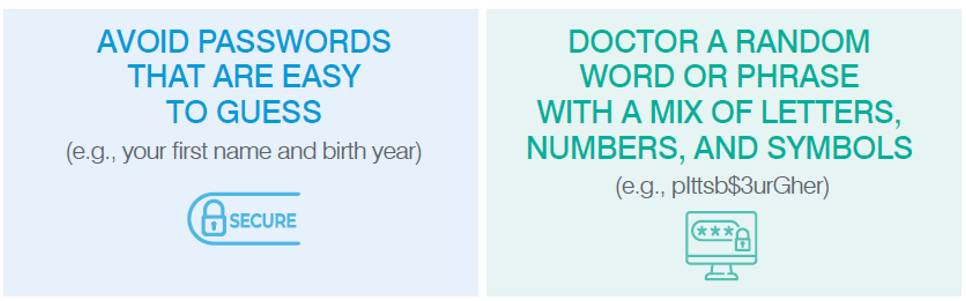 AVOID PASSWORDS
THAT ARE EASY
TO GUESS
(e.g., your first name and birth year)
SECURE
DOCTOR A RANDOM
WORD OR PHRASE
WITH A MIX OF LETTERS,
NUMBERS, AND SYMBOLS
(e.g., pIttsb$3urGher)
***